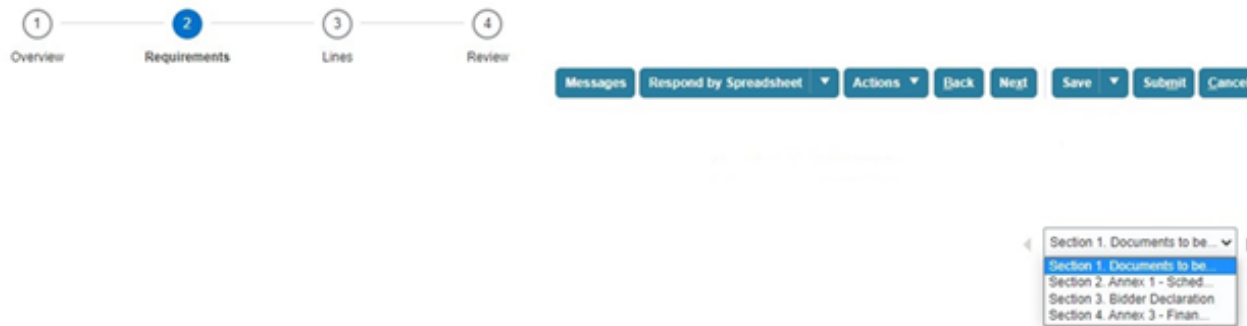 1 2 3 4
Overview Requirements Lines Review
Messages Respond by Spreadsheet Actions Back Next Save Submit Cancel
Section 1. Documents to be...
Section 1. Documents to be...
Section 2. Annex 1 - Sched...
Section 3. Bidder Declaration
Section 4. Annex 3 - Finan...